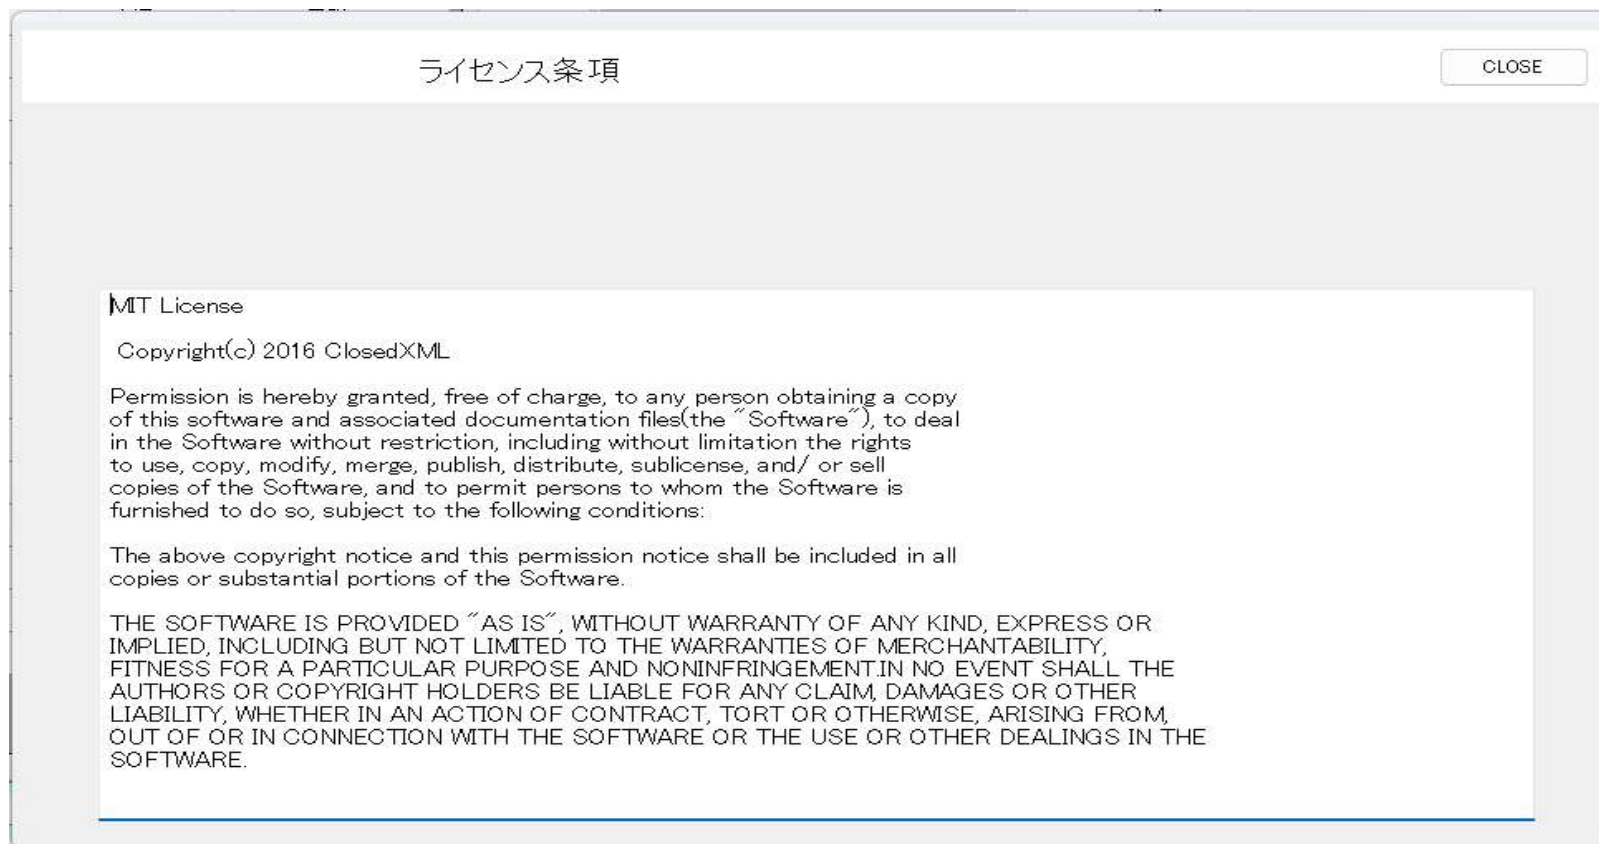 ライセンス条項
CLOSE
MIT License
Copyright(c) 2016 ClosedXML
Permission is hereby granted, free of charge, to any person obtaining a copy
of this software and associated documentation files(the "Software"), to deal
in the Software without restriction, including without limitation the rights
to use, copy, modify, merge, publish, distribute, sublicense, and/ or sell
copies of the Software, and to permit persons to whom the Software is
furnished to do so, subject to the following conditions:
The above copyright notice and this permission notice shall be included in all
copies or substantial portions of the Software.
THE SOFTWARE IS PROVIDED "AS IS", WITHOUT WARRANTY OF ANY KIND, EXPRESS OR
IMPLIED, INCLUDING BUT NOT LIMITED TO THE WARRANTIES OF MERCHANTABILITY,
FITNESS FOR A PARTICULAR PURPOSE AND NONINFRINGEMENT.IN NO EVENT SHALL THE
AUTHORS OR COPYRIGHT HOLDERS BE LIABLE FOR ANY CLAIM, DAMAGES OR OTHER
LIABILITY, WHETHER IN AN ACTION OF CONTRACT, TORT OR OTHERWISE, ARISING FROM,
OUT OF OR IN CONNECTION WITH THE SOFTWARE OR THE USE OR OTHER DEALINGS IN THE
SOFTWARE.